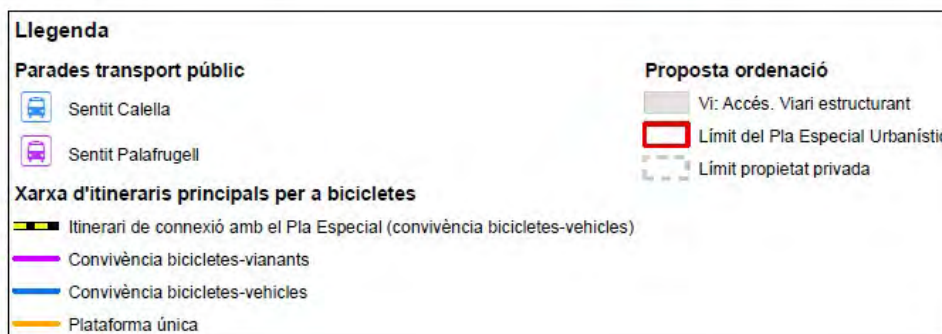 Llegenda
Parades transport públic
Sentit Calella
Sentit Palafrugell
Xarxa d'itineraris principals per a bicicletes
Itinerari de connexió amb el Pla Especial (convivència bicicletes-vehicles)
Convivència bicicletes-vianants
Convivència bicicletes-vehicles
Plataforma única
Proposta ordenació
Vi: Accés. Viari estructurant
Límit del Pla Especial Urbanístic
Límit propietat privada